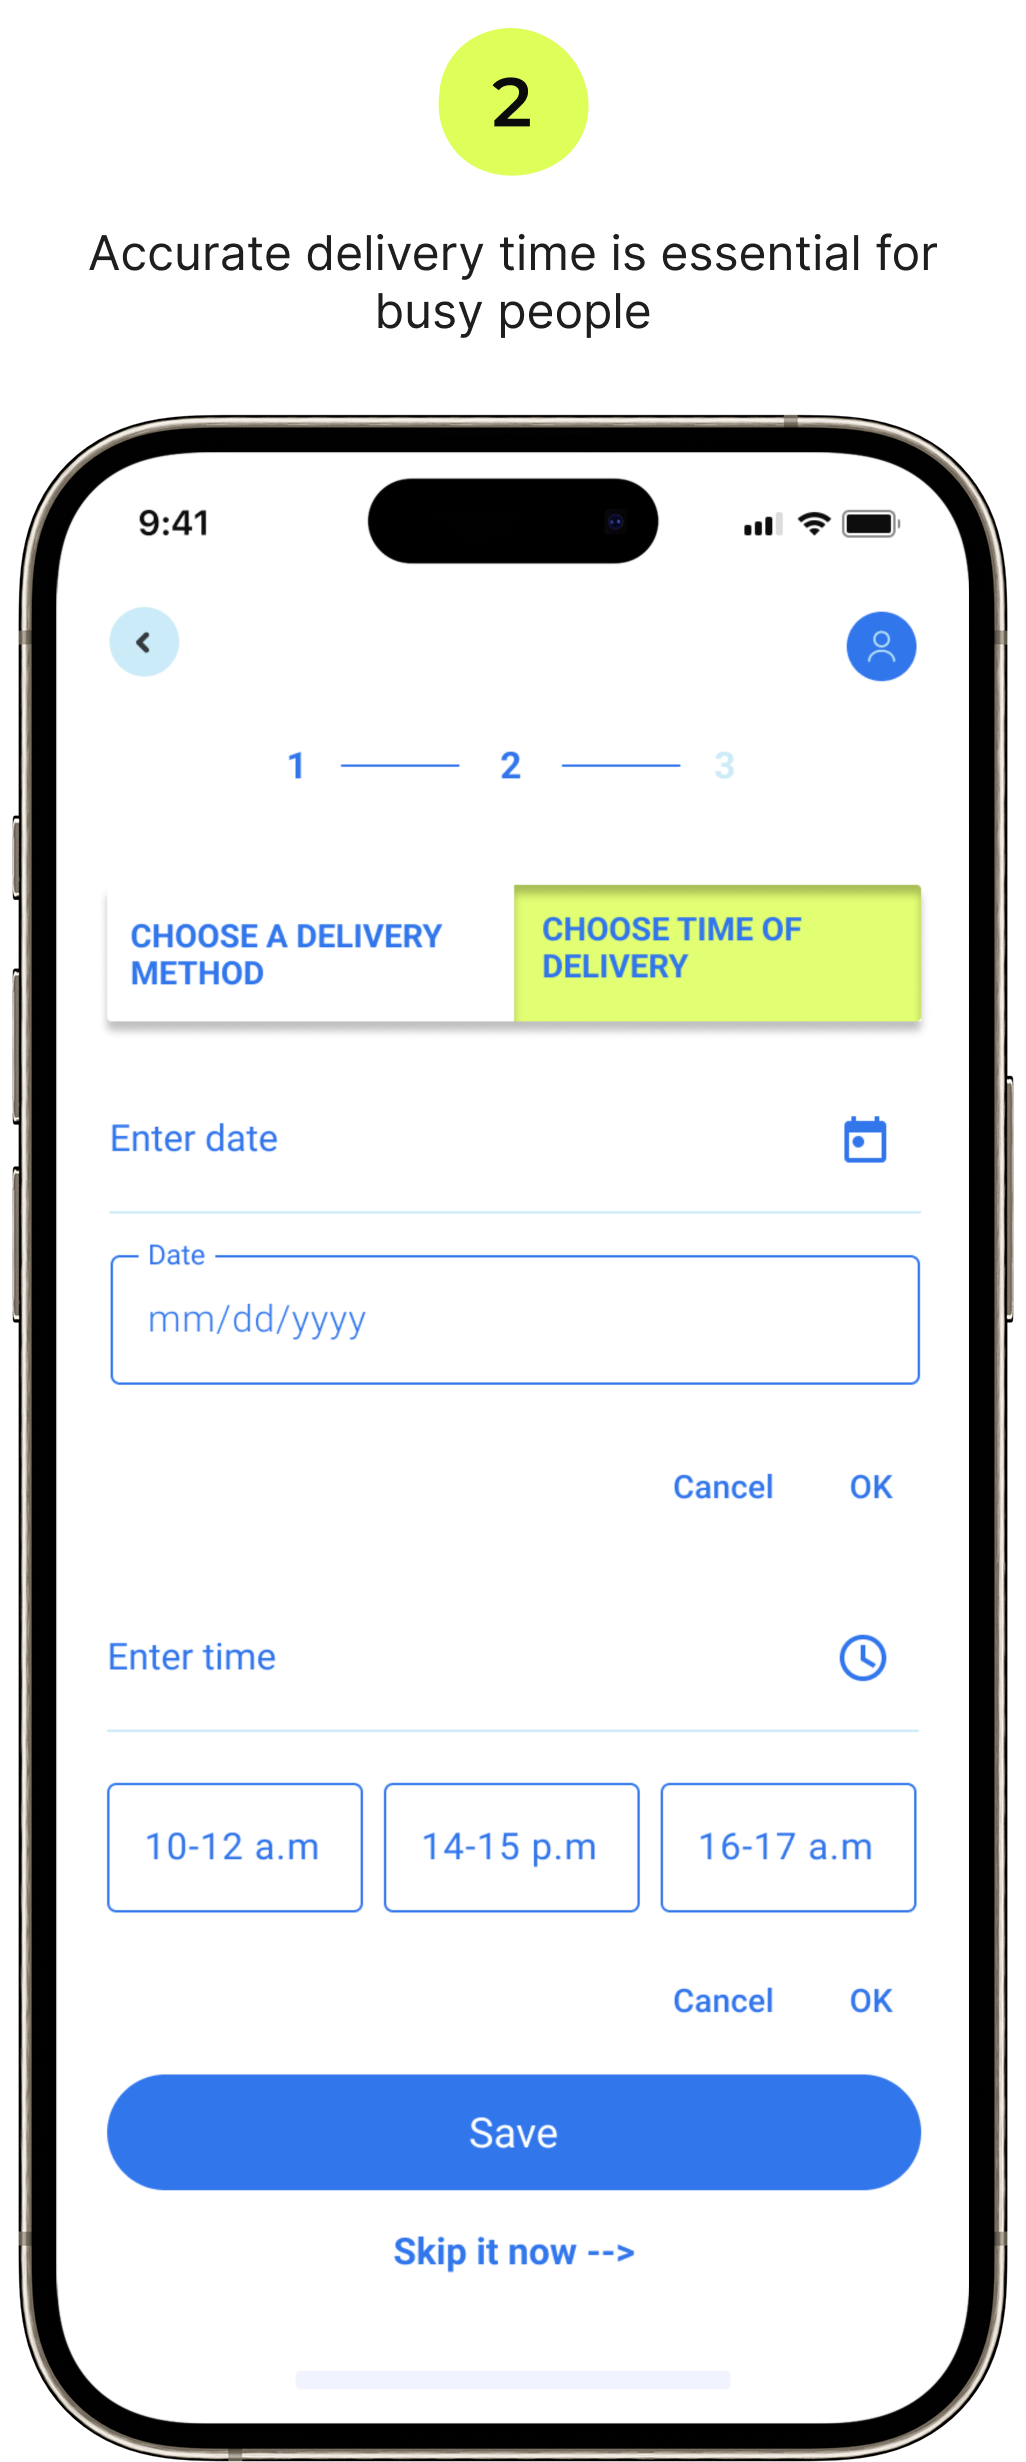 2
Accurate delivery time is essential for
busy people
9:41
1 2 3
CHOOSE A DELIVERY
METHOD
CHOOSE TIME OF
DELIVERY
Enter date
Date
mm/dd/yyyy
Cancel OK
Enter time
10-12 a.m 14-15 p.m 16-17 a.m
Cancel OK
Save
Skip it now -->